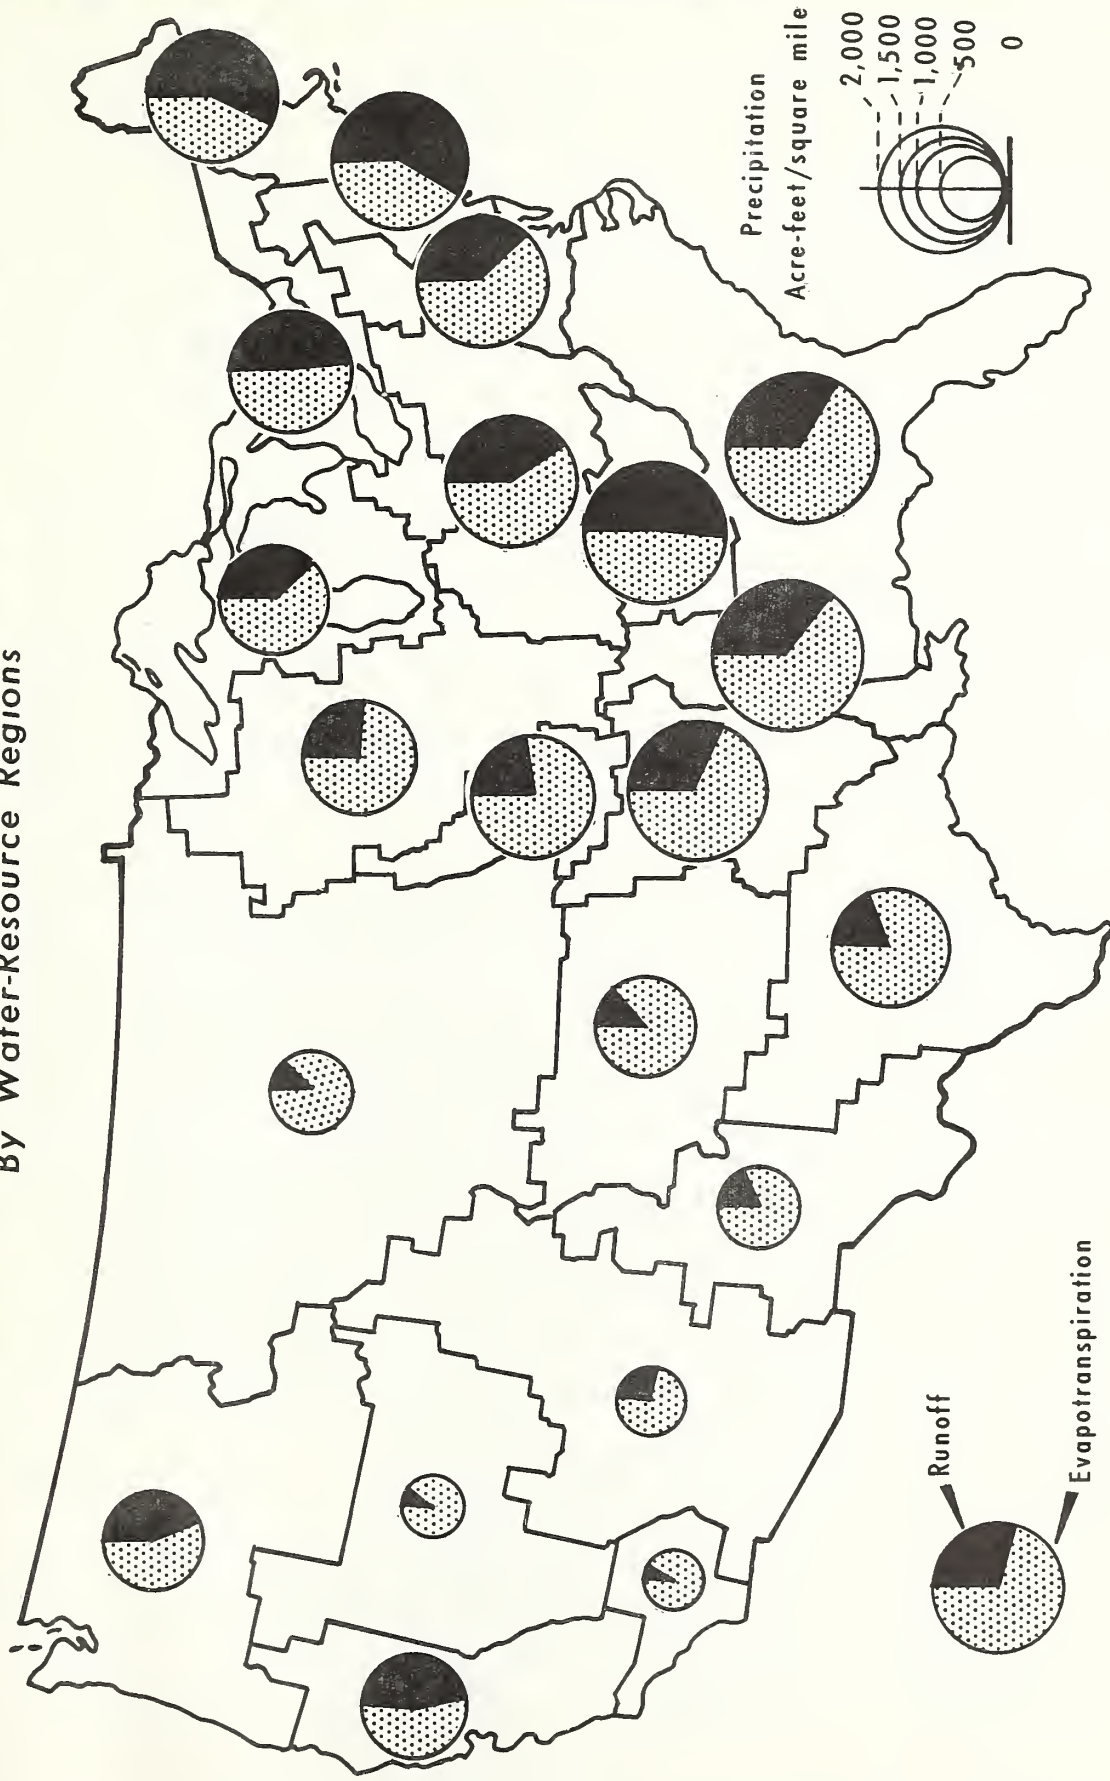 By Water-Resource Regions
Precipitation
Acre-feet/square mile
2,000
1,500
1,000
500
0
Runoff
Evapotranspiration